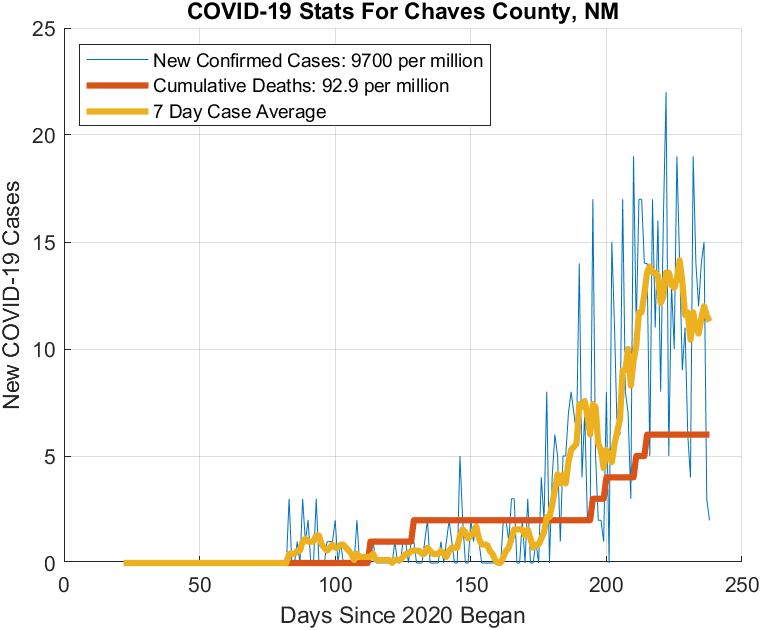 COVID-19 Stats For Chaves County, NM
25
New Confirmed Cases: 9700 per million
Cumulative Deaths: 92.9 per million
7 Day Case Average
20
15
10
5
0
New COVID-19 Cases
0 50 100 150 200 250
Days Since 2020 Began